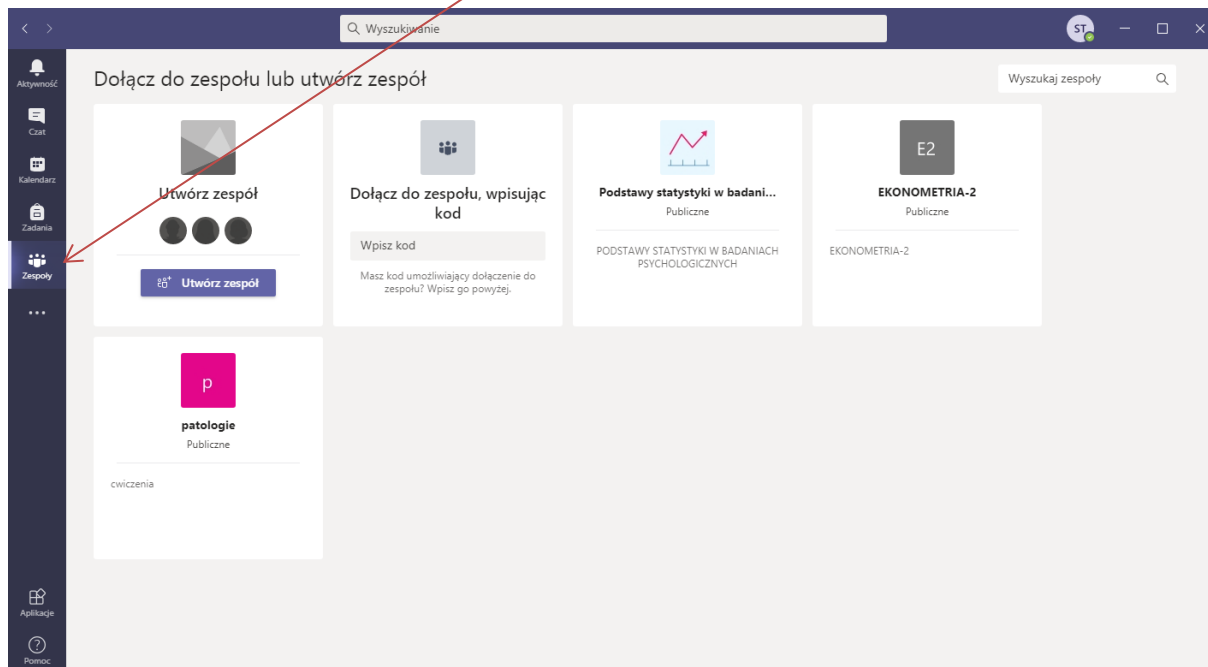 Wyszukiwanie
ST
Aktywność
Czat
Kalendarz
Zadania
Zespoły
Aplikacje
Pomoc
Dołącz do zespołu lub utwórz zespół
Wyszukaj zespoły
Utwórz zespół
Utwórz zespół
Dołącz do zespołu, wpisując
kod
Wpisz kod
Masz kod umożliwiający dołączenie do
zespołu? Wpisz go powyżej.
Podstawy statystyki w badani...
Publiczne
PODSTAWY STATYSTYKI W BADANIACH
PSYCHOLOGICZNYCH
E2
EKONOMETRIA-2
Publiczne
EKONOMETRIA-2
p
patologie
Publiczne
cwiczenia